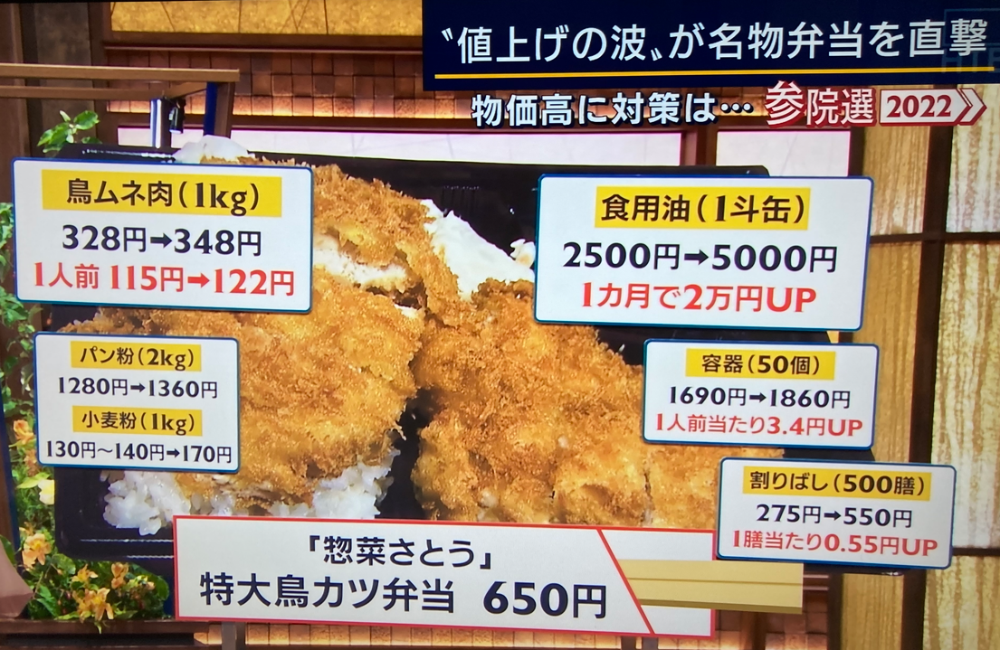 〝値上げの波〟が名物弁当を直撃
物価高に対策は…参院選2022
鳥ムネ肉(1kg)
328円➡348円
1人前 115円➡122円
食用油(1斗缶)
2500円➡5000円
1カ月で2万円UP
パン粉(2kg)
1280円➡1360円
小麦粉(1kg)
130円～140円➡170円
容器(50個)
1690円➡1860円
1人前当たり3.4円UP
割りばし(500膳)
275円➡550円
1膳当たり0.55円UP
『惣菜さとう』
特大鳥カツ弁当 650円